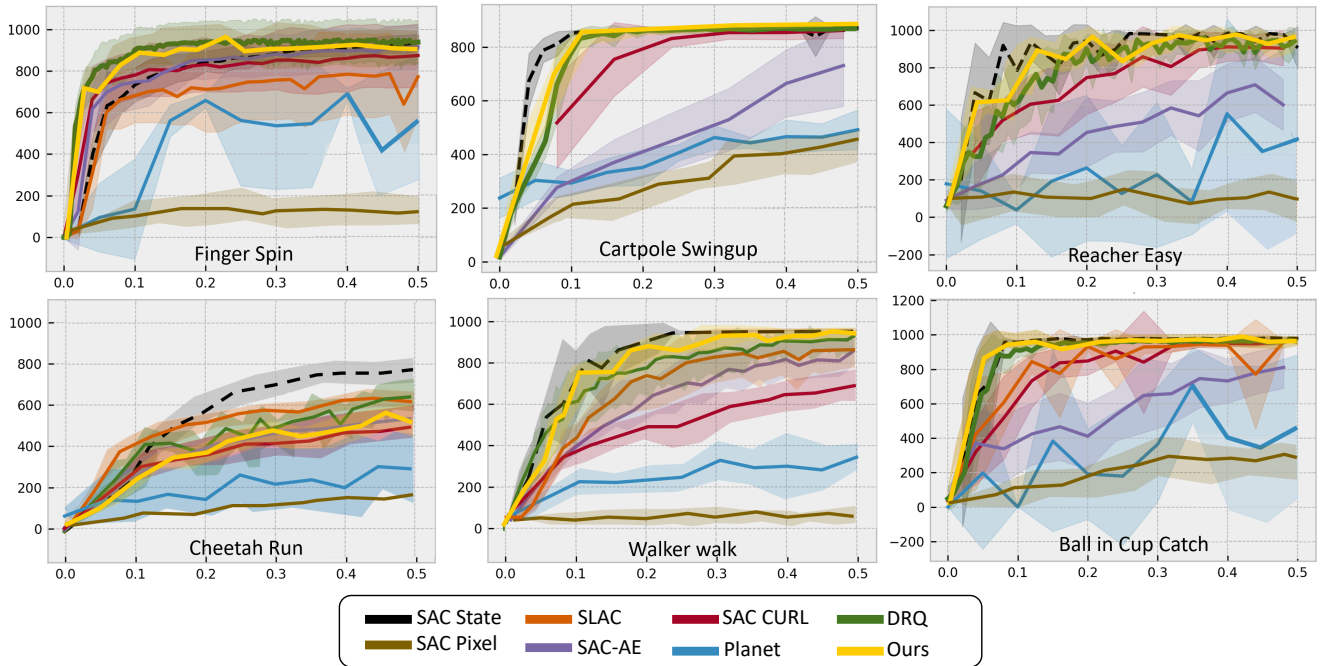 1000
800
600
400
200
0
0.0 0.1 0.2 0.3 0.4 0.5
Finger Spin
800
600
400
200
0
0.0 0.1 0.2 0.3 0.4 0.5
Cartpole Swingup
1000
800
600
400
200
0
−200
0.0 0.1 0.2 0.3 0.4 0.5
Reacher Easy
1000
800
600
400
200
0
0.0 0.1 0.2 0.3 0.4 0.5
Cheetah Run
1000
800
600
400
200
0
0.0 0.1 0.2 0.3 0.4 0.5
Walker walk
1200
1000
800
600
400
200
0
−200
0.0 0.1 0.2 0.3 0.4 0.5
Ball in Cup Catch
SAC State SLAC SAC CURL DRQ
SAC Pixel SAC-AE Planet Ours